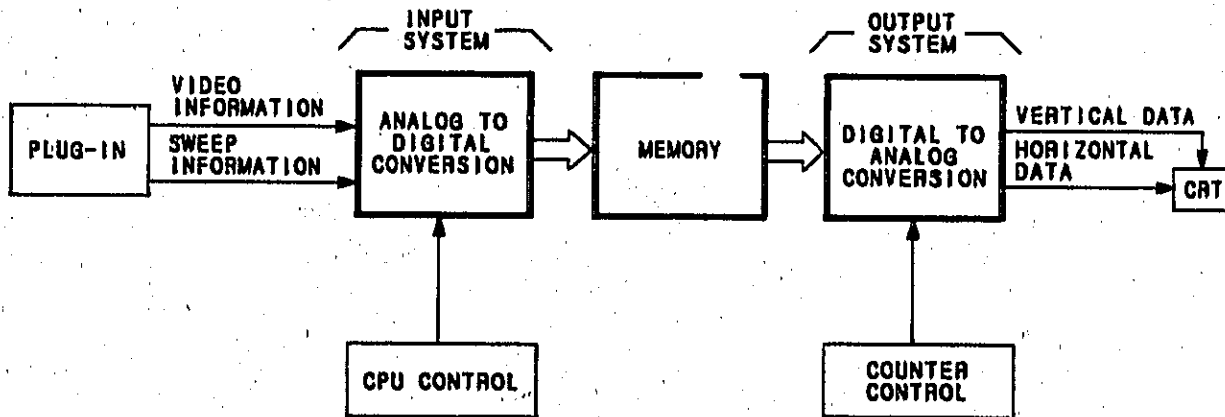 INPUT
SYSTEM
OUTPUT
SYSTEM
PLUG-IN
VIDEO
INFORMATION
SWEEP
INFORMATION
ANALOG TO
DIGITAL
CONVERSION
MEMORY
DIGITAL TO
ANALOG
CONVERSION
VERTICAL DATA
HORIZONTAL
DATA
CRT
CPU CONTROL
COUNTER
CONTROL